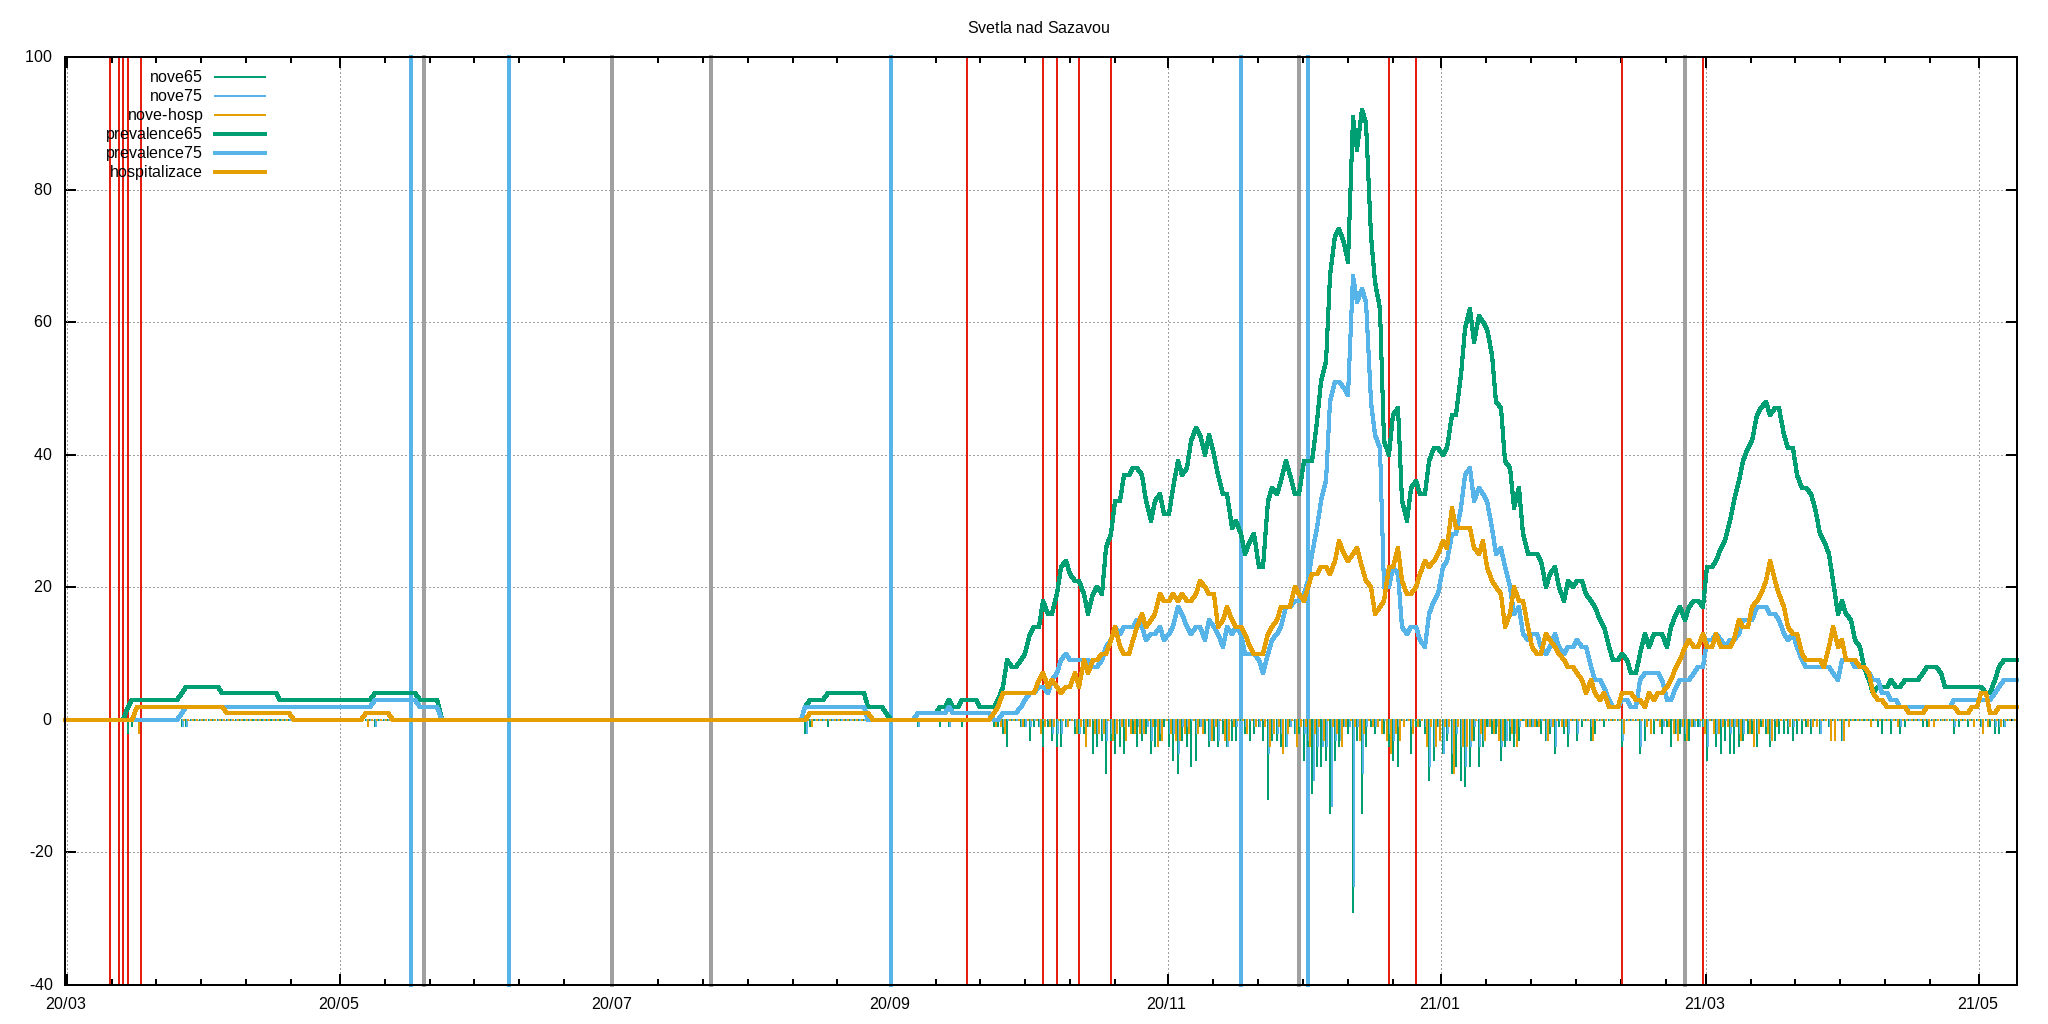 Svetla nad Sazavou
100
80
60
40
20
0
-20
-40
nove65
nove75
nove-hosp
prevalence65
prevalence75
hospitalizace
20/03 20/05 20/07 20/09 20/11 21/01 21/03 21/05